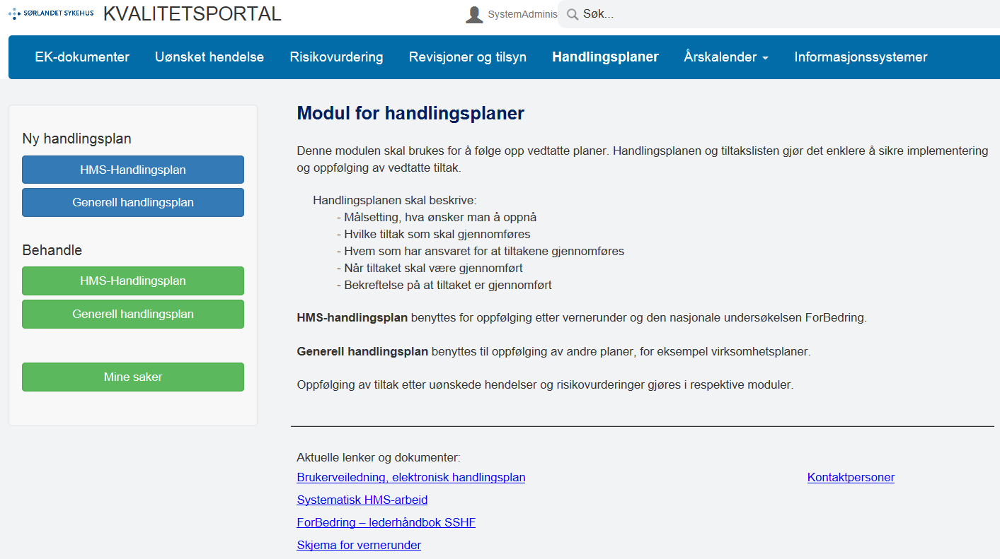 SØRLANDET SYKEHUS KVALITETSPORTAL SystemAdminis Søk...
EK-dokumenter Uønsket hendelse Risikovurdering Revisjoner og tilsyn Handlingsplaner Årskalender Informasjonssystemer
Ny handlingsplan
HMS-Handlingsplan
Generell handlingsplan
Behandle
HMS-Handlingsplan
Generell handlingsplan
Mine saker
Modul for handlingsplaner
Denne modulen skal brukes for å følge opp vedtatte planer. Handlingsplanen og tiltakslisten gjør det enklere å sikre implementering
og oppfølging av vedtatte tiltak.
Handlingsplanen skal beskrive:
- Målsetting, hva ønsker man å oppnå
- Hvilke tiltak som skal gjennomføres
- Hvem som har ansvaret for at tiltakene gjennomføres
- Når tiltaket skal være gjennomført
- Bekreftelse på at tiltaket er gjennomført
HMS-handlingsplan benyttes for oppfølging etter vernerunder og den nasjonale undersøkelsen ForBedring.
Generell handlingsplan benyttes til oppfølging av andre planer, for eksempel virksomhetsplaner.
Oppfølging av tiltak etter uønskede hendelser og risikovurderinger gjøres i respektive moduler.
Aktuelle lenker og dokumenter:
Brukerveiledning, elektronisk handlingsplan Kontaktpersoner
Systematisk HMS-arbeid
ForBedring – lederhåndbok SSHF
Skjema for vernerunder